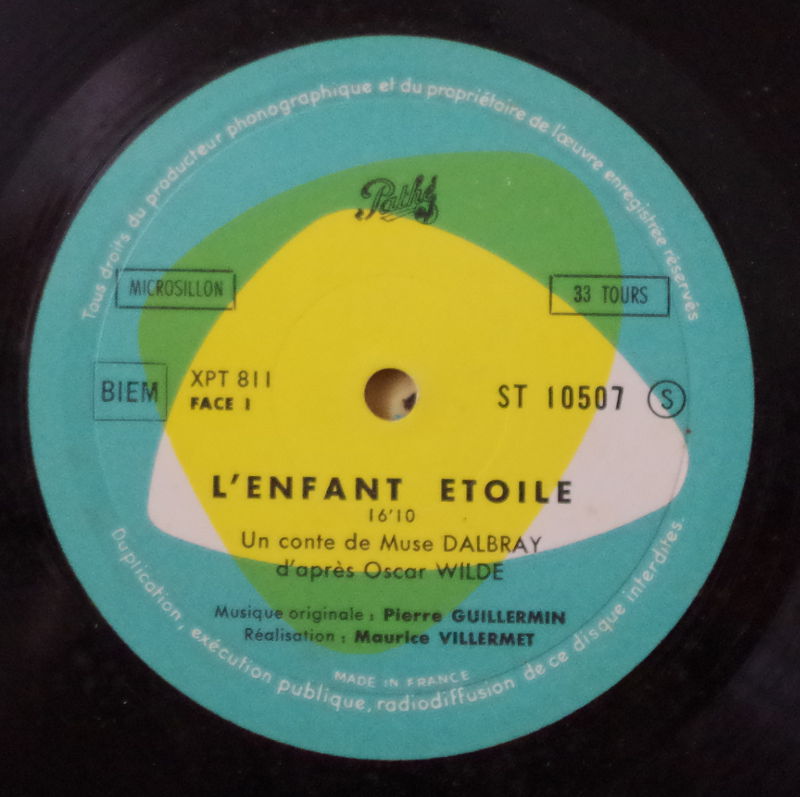 Tous droits du producteur phonographique et du propriétaire de l'œuvre enregistrée réservés
Pathé
MICROSILLON
33 TOURS
BIEM
XPT 811
FACE 1
ST 10507 S
L'ENFANT ETOILE
16'10
Un conte de Muse DALBRAY
d'après Oscar WILDE
Musique originale : Pierre GUILLERMIN
Réalisation : Maurice VILLERMET
MADE IN FRANCE
Duplication, exécution publique, radiodiffusion de ce disque interdites.